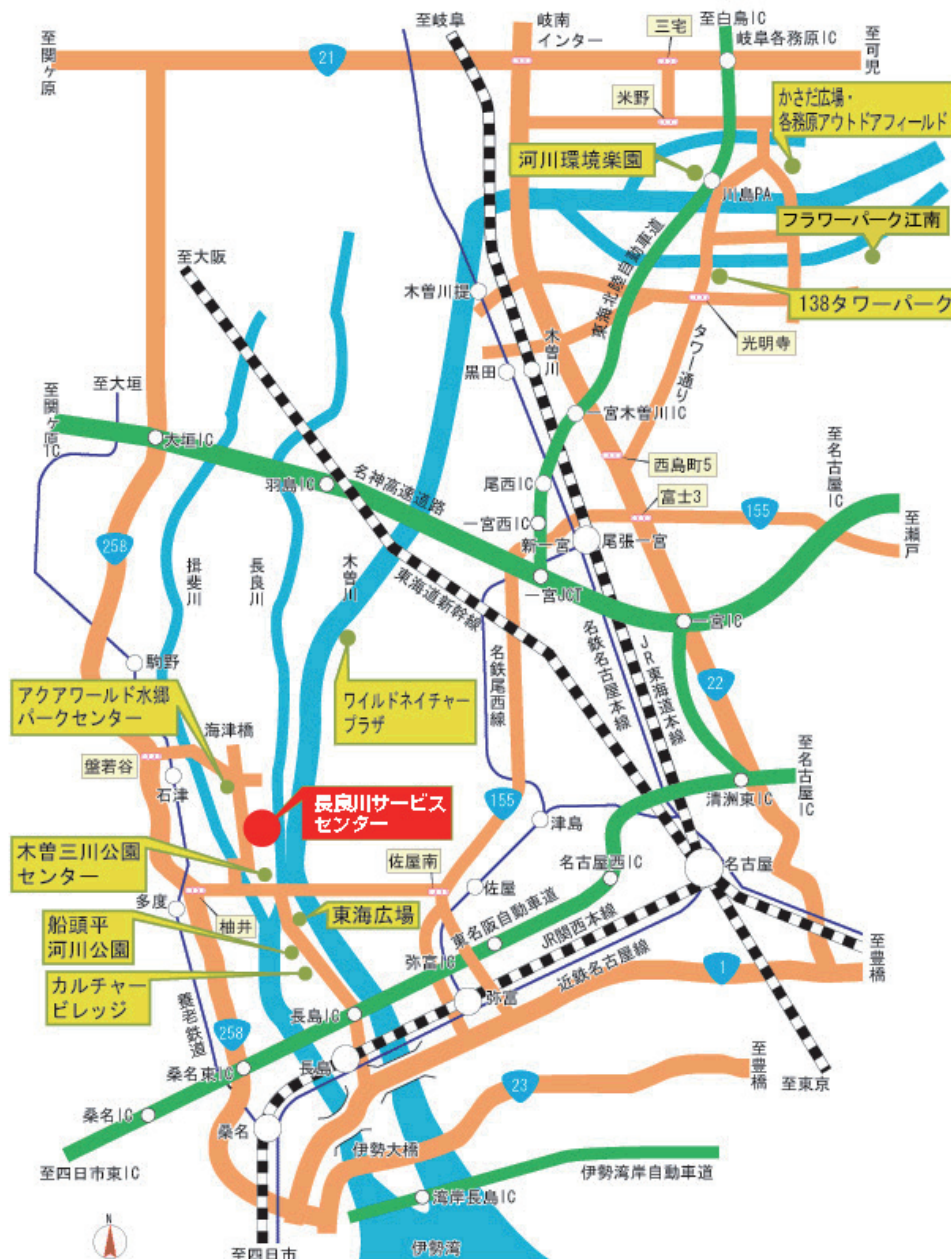 至岐阜
岐南
インター
三宅
至白鳥IC
岐阜各務原IC
至可児
至関ヶ原
21
米野
かさだ広場・
各務原アウトドアフィールド
河川環境楽園
川島PA
フラワーパーク江南
至大阪
東海北陸自動車道
木曽川堤
138タワーパーク
光明寺
木曽川
タワー通り
黒田
至大垣
至関ヶ原IC
一宮木曽川IC
大垣IC
西島町5
至名古屋IC
羽島IC
名神高速道路
尾西IC
富士3
155
一宮西IC
新一宮
尾張一宮
至瀬戸
258
揖斐川
長良川
木曽川
東海道新幹線
一宮JCT
一宮IC
名鉄尾西線
名鉄名古屋本線
JR東海道本線
22
駒野
アクアワールド水郷
パークセンター
海津橋
ワイルドネイチャー
プラザ
盤若谷
石津
至名古屋IC
清洲東IC
長良川サービス
センター
155
津島
木曽三川公園
センター
佐屋南
名古屋西IC
名古屋
佐屋
多度
柚井
東海広場
船頭平
河川公園
東名阪自動車道
JR関西本線
弥富IC
近鉄名古屋線
1
至豊橋
カルチャー
ビレッジ
弥富
養老鉄道
長島IC
258
長島
桑名東IC
至豊橋
至東京
23
桑名IC
桑名
伊勢大橋
至四日市東IC
伊勢湾岸自動車道
湾岸長島IC
N
至四日市
伊勢湾